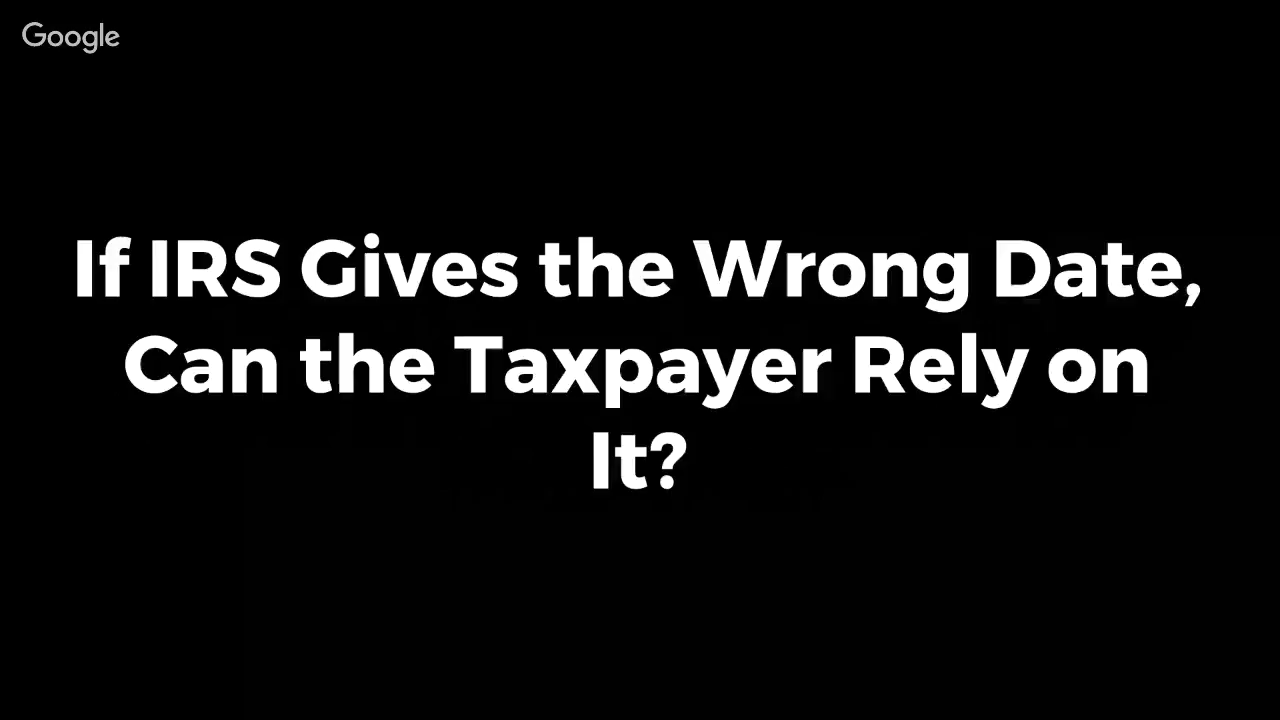 Google
If IRS Gives the Wrong Date,
Can the Taxpayer Rely on
It?